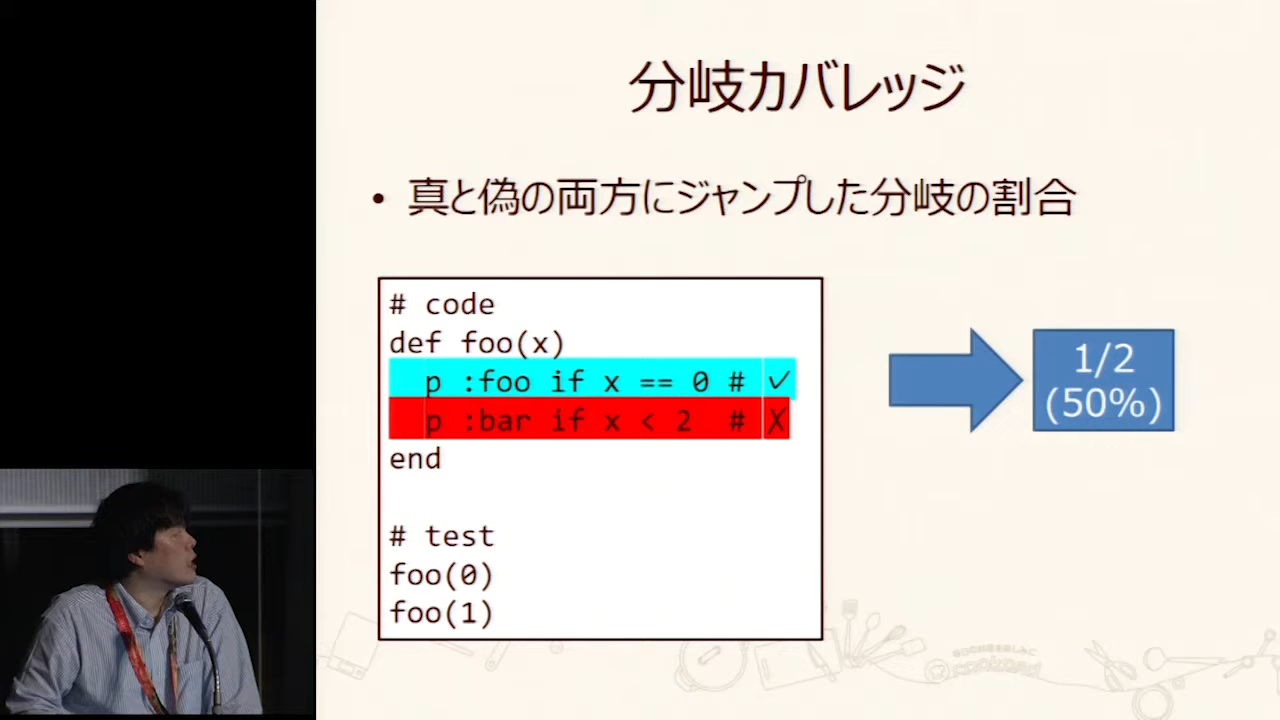 分岐カバレッジ
• 真と偽の両方にジャンプした分岐の割合
# code
def foo(x)
p :foo if x == 0 # ✓
p :bar if x < 2 # ✗
end
# test
foo(0)
foo(1)
1/2
(50%)
cookpad